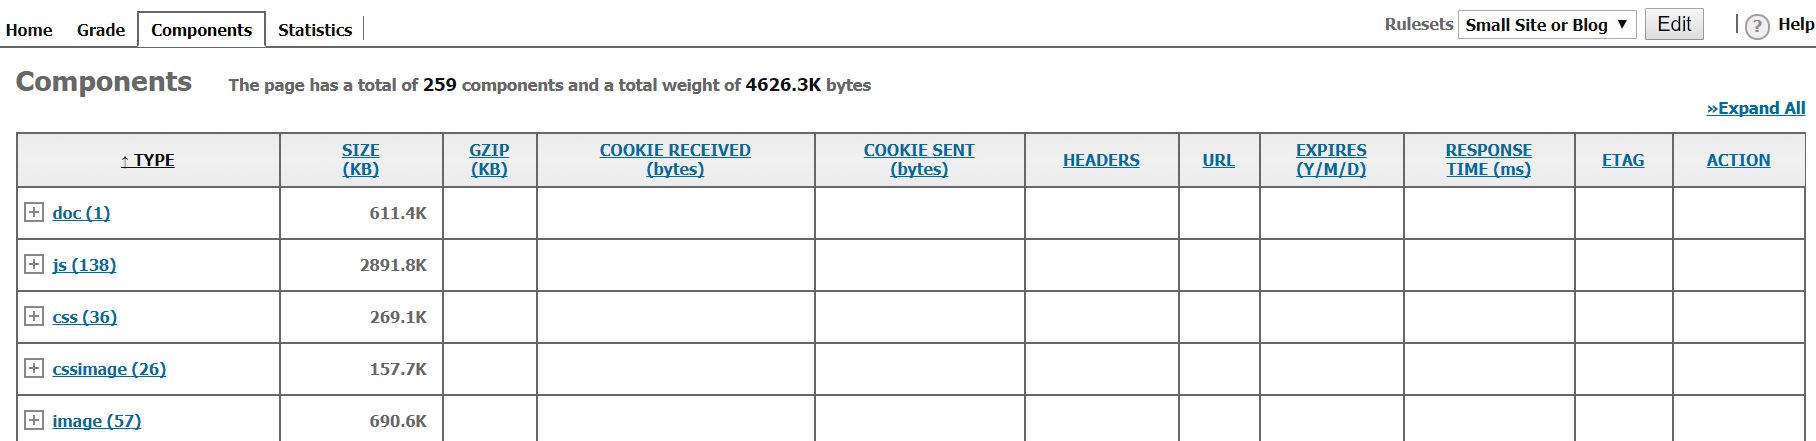 Home Grade Components Statistics Rulesets Small Site or Blog ▼ Edit ? Help
Components The page has a total of 259 components and a total weight of 4626.3K bytes
»Expand All
↑ TYPE SIZE (KB) GZIP (KB) COOKIE RECEIVED (bytes) COOKIE SENT (bytes) HEADERS URL EXPIRES (Y/M/D) RESPONSE TIME (ms) ETAG ACTION
doc (1) 611.4K
js (138) 2891.8K
css (36) 269.1K
cssimage (26) 157.7K
image (57) 690.6K